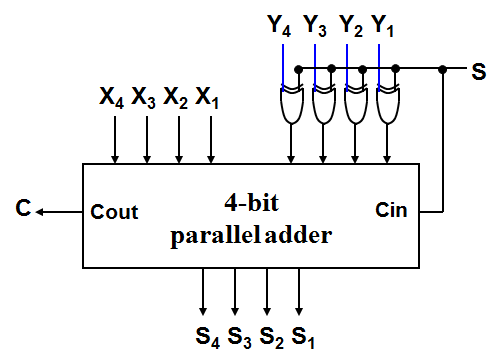 Y4 Y3 Y2 Y1
S
X4 X3 X2 X1
C
Cout
4-bit
parallel adder
Cin
S4 S3 S2 S1